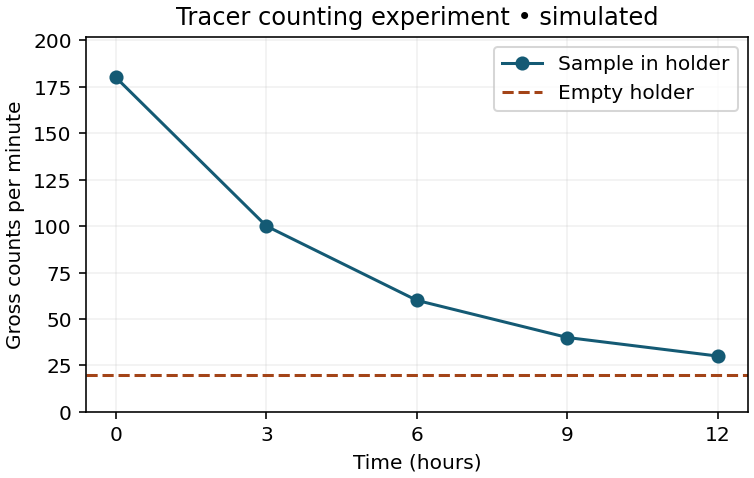 Tracer counting experiment • simulated
Gross counts per minute
200
175
150
125
100
75
50
25
0
Sample in holder
Empty holder
0 3 6 9 12
Time (hours)